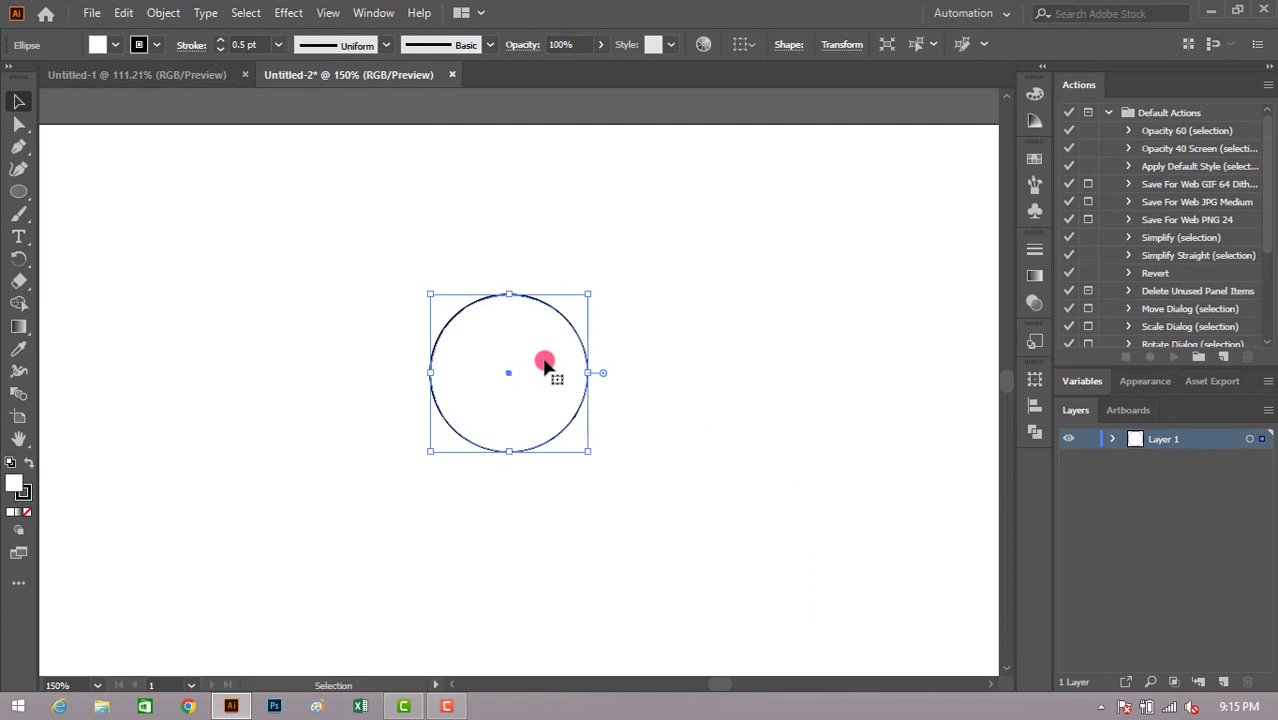 Ai File Edit Object Type Select Effect View Window Help Automation Search Adobe Stock
Ellipse Stroke: 0.5 pt Uniform Basic Opacity: 100% Style: Shape: Transform
Untitled-1 @ 111.21% (RGB/Preview) × Untitled-2* @ 150% (RGB/Preview) ×
Actions
Default Actions
Opacity 60 (selection)
Opacity 40 Screen (selecti...
Apply Default Style (select...
Save For Web GIF 64 Dith...
Save For Web JPG Medium
Save For Web PNG 24
Simplify (selection)
Simplify Straight (selection)
Revert
Delete Unused Panel Items
Move Dialog (selection)
Scale Dialog (selection)
Rotate Dialog (selection)
Variables Appearance Asset Export
Layers Artboards
Layer 1
1 Layer
150% 1 Selection
9:15 PM